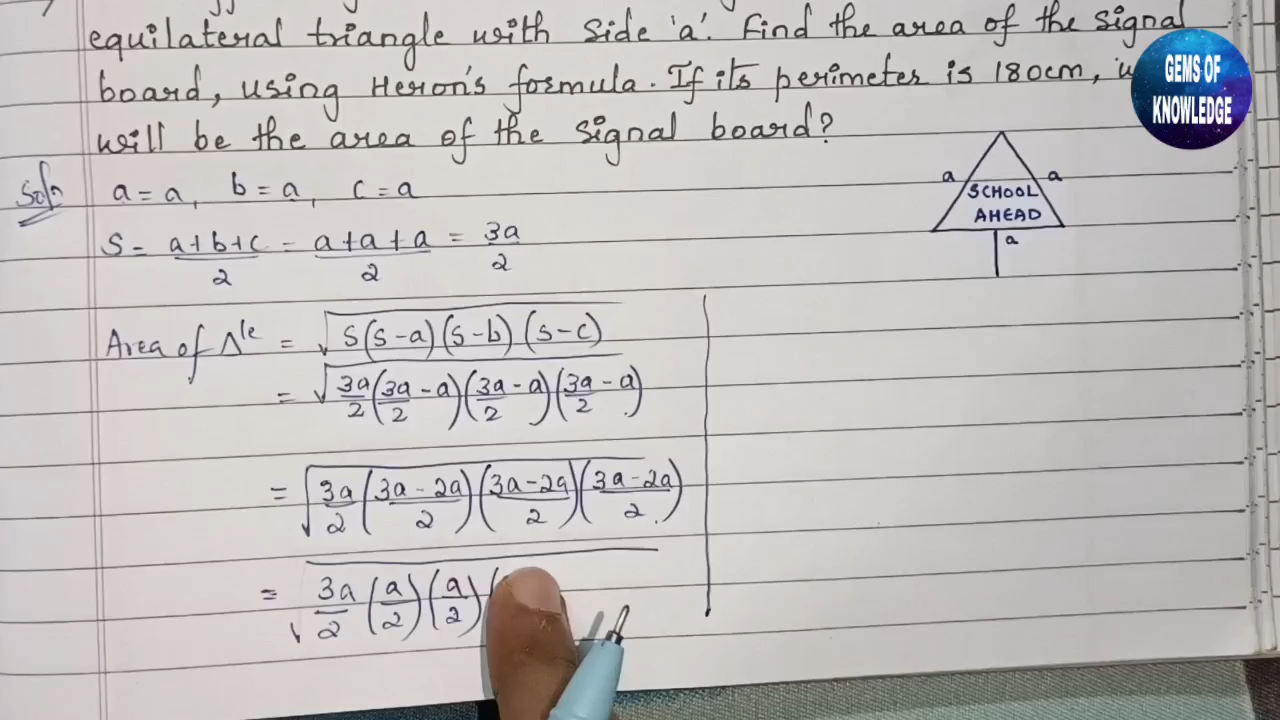 equilateral triangle with side 'a'. Find the area of the signal
board, using Heron's formula. If its perimeter is 180cm,
will be the area of the signal board?
GEMS OF
KNOWLEDGE
Soln
a = a, b = a, c = a
S = a+b+c/2 = a+a+a/2 = 3a/2
a a
SCHOOL
AHEAD
a
Area of Δle = √S(S-a)(S-b)(S-c)
= √3a/2(3a/2-a)(3a/2-a)(3a/2-a)
= √3a/2(3a-2a/2)(3a-2a/2)(3a-2a/2)
= √3a/2(a/2)(a/2)(